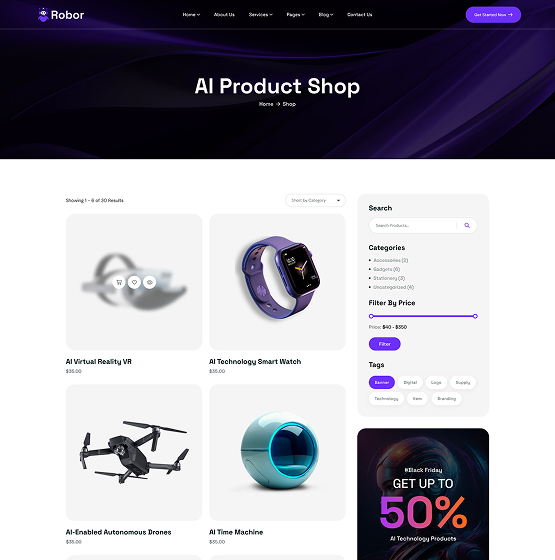 Robor
Home
About Us
Services
Pages
Blog
Contact Us
Get Started Now
AI Product Shop
Home → Shop
Showing 1 - 6 of 30 Results
Short by Category
AI Virtual Reality VR
$35.00
AI Technology Smart Watch
$35.00
AI-Enabled Autonomous Drones
$35.00
AI Time Machine
$35.00
Search
Search Products..
Categories
Accessories (2)
Gadgets (6)
Stationery (3)
Uncategorized (4)
Filter By Price
Price: $40 - $350
Filter
Tags
Banner
Digital
Logo
Supply
Technology
Item
Branding
#Black Friday
GET UP TO
50%
AI Technology Products